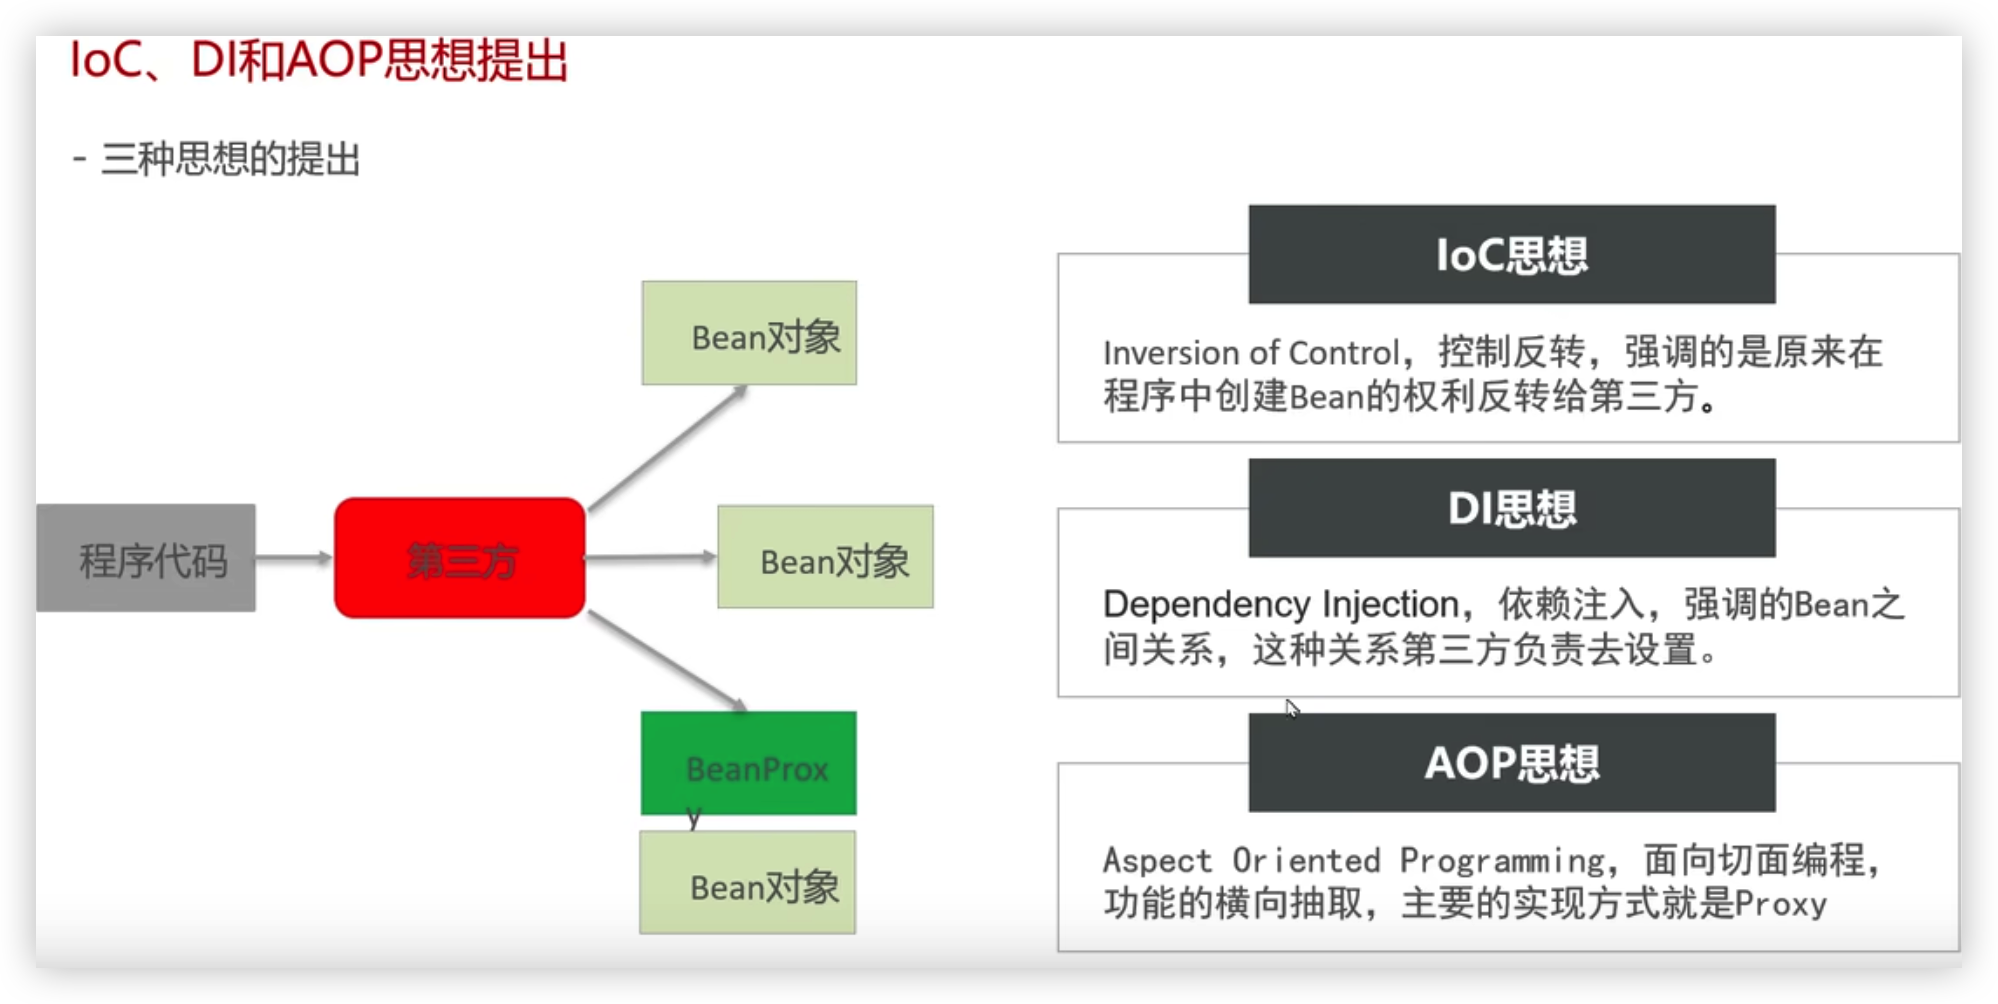 IoC、DI和AOP思想提出
- 三种思想的提出
程序代码
第三方
Bean对象
Bean对象
BeanProx
y
Bean对象
IoC思想
Inversion of Control，控制反转，强调的是原来在
程序中创建Bean的权利反转给第三方。
DI思想
Dependency Injection，依赖注入，强调的Bean之
间关系，这种关系第三方负责去设置。
AOP思想
Aspect Oriented Programming，面向切面编程，
功能的横向抽取，主要的实现方式就是Proxy